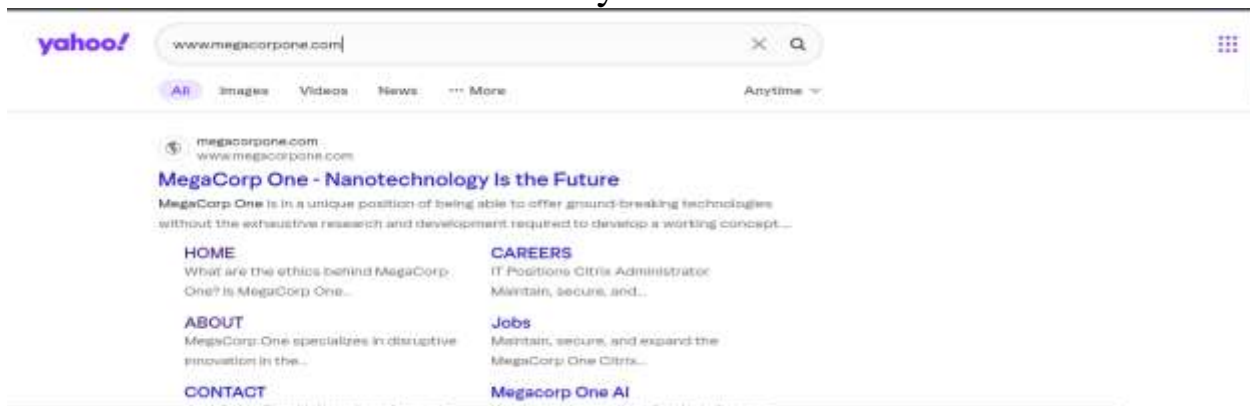 yahoo!
www.megacorpone.com
All Images Videos News ··· More Anytime
megacorpone.com
www.megacorpone.com
MegaCorp One - Nanotechnology Is the Future
MegaCorp One is in a unique position of being able to offer ground-breaking technologies
without the exhaustive research and development required to develop a working concept....
HOME
What are the ethics behind MegaCorp
One? Is MegaCorp One...
CAREERS
IT Positions Citrix Administrator
Maintain, secure, and...
ABOUT
MegaCorp One specializes in disruptive
innovation in the...
Jobs
Maintain, secure, and expand the
MegaCorp One Citrix...
CONTACT
Megacorp One AI